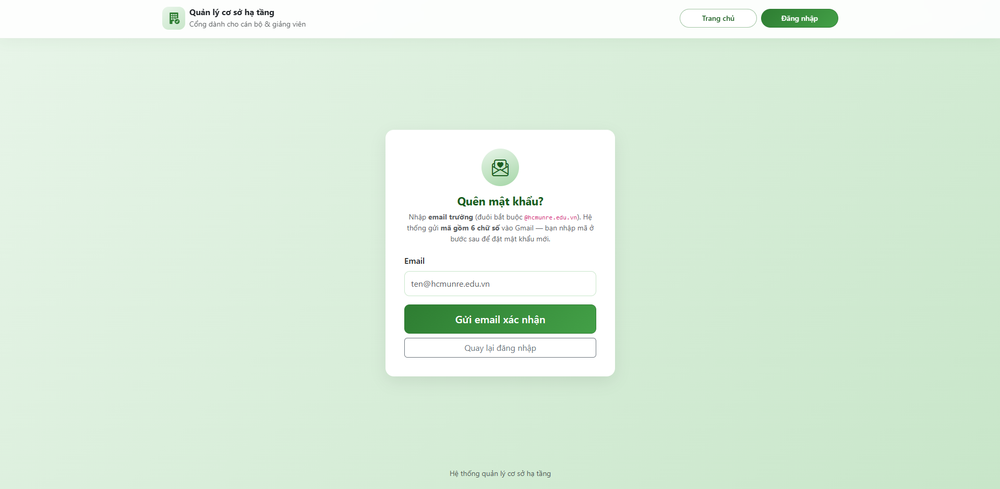 Quản lý cơ sở hạ tầng
Cổng dành cho cán bộ & giảng viên
Trang chủ
Đăng nhập
Quên mật khẩu?
Nhập email trường (đuôi bắt buộc @hcmunre.edu.vn). Hệ
thống gửi mã gồm 6 chữ số vào Gmail — bạn nhập mã ở
bước sau để đặt mật khẩu mới.
Email
ten@hcmunre.edu.vn
Gửi email xác nhận
Quay lại đăng nhập
Hệ thống quản lý cơ sở hạ tầng